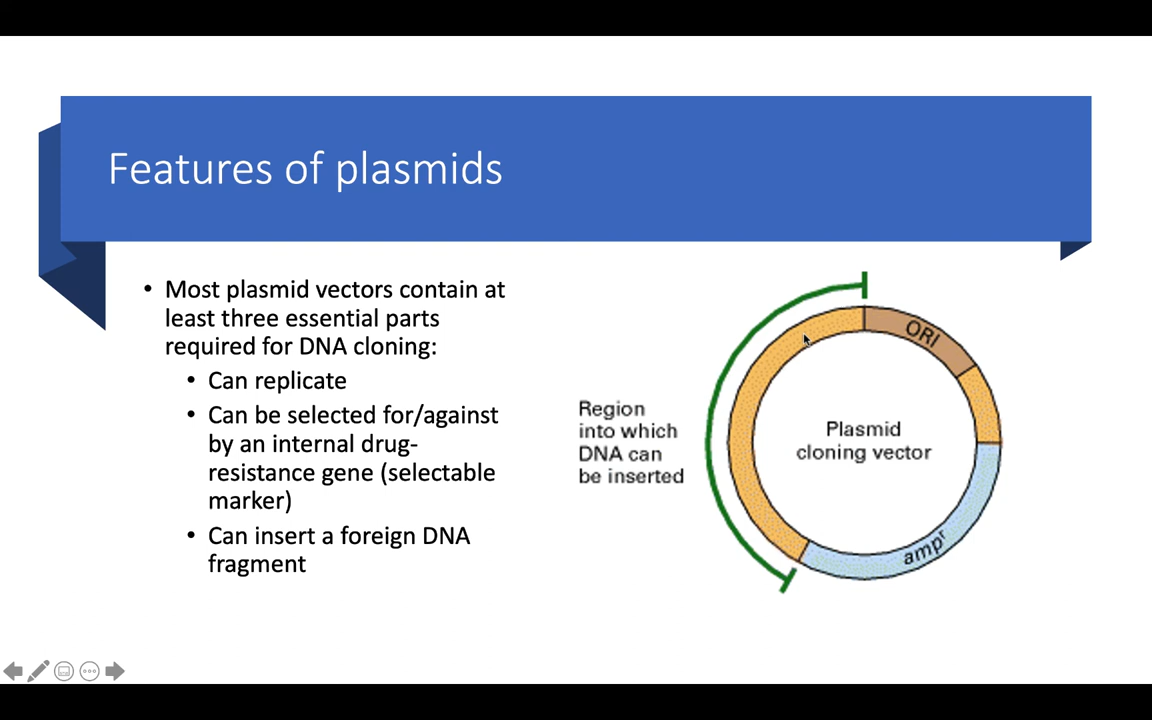 Features of plasmids
• Most plasmid vectors contain at
least three essential parts
required for DNA cloning:
• Can replicate
• Can be selected for/against
by an internal drug-
resistance gene (selectable
marker)
• Can insert a foreign DNA
fragment
Region
into which
DNA can
be inserted
ORI
Plasmid
cloning vector
ampʳ